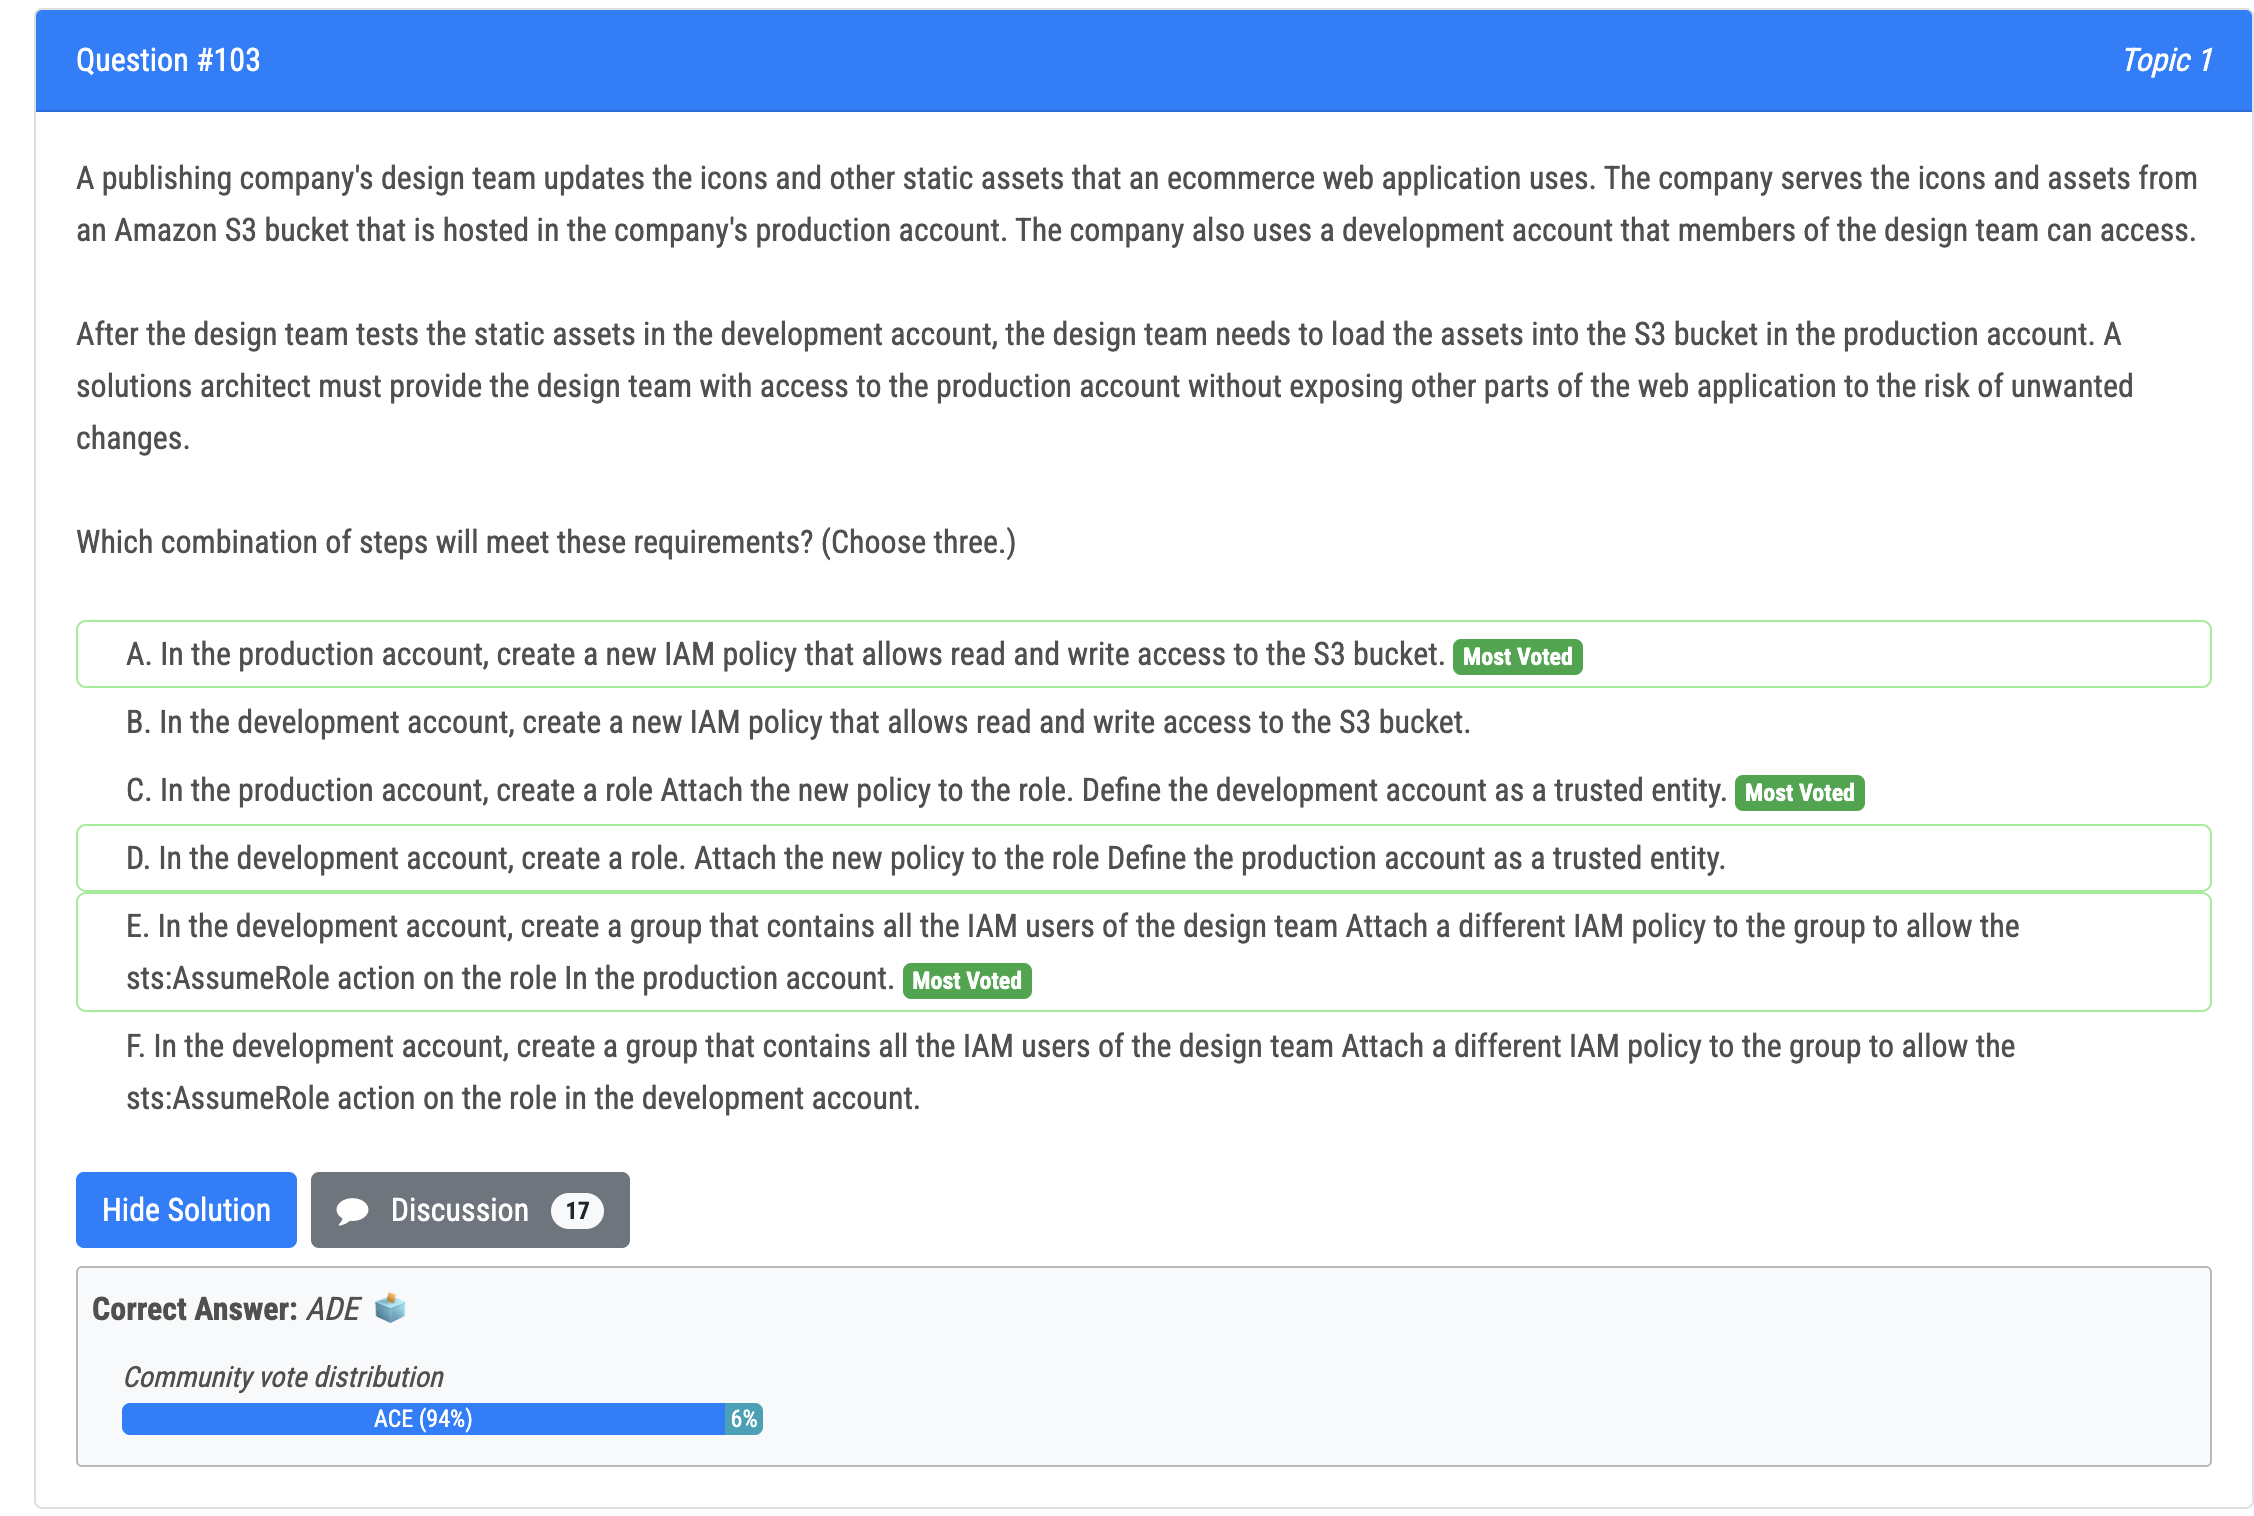 Question #103
Topic 1
A publishing company's design team updates the icons and other static assets that an ecommerce web application uses. The company serves the icons and assets from
an Amazon S3 bucket that is hosted in the company's production account. The company also uses a development account that members of the design team can access.
After the design team tests the static assets in the development account, the design team needs to load the assets into the S3 bucket in the production account. A
solutions architect must provide the design team with access to the production account without exposing other parts of the web application to the risk of unwanted
changes.
Which combination of steps will meet these requirements? (Choose three.)
A. In the production account, create a new IAM policy that allows read and write access to the S3 bucket. Most Voted
B. In the development account, create a new IAM policy that allows read and write access to the S3 bucket.
C. In the production account, create a role Attach the new policy to the role. Define the development account as a trusted entity. Most Voted
D. In the development account, create a role. Attach the new policy to the role Define the production account as a trusted entity.
E. In the development account, create a group that contains all the IAM users of the design team Attach a different IAM policy to the group to allow the
sts:AssumeRole action on the role In the production account. Most Voted
F. In the development account, create a group that contains all the IAM users of the design team Attach a different IAM policy to the group to allow the
sts:AssumeRole action on the role in the development account.
Hide Solution
Discussion 17
Correct Answer: ADE
Community vote distribution
ACE (94%) 6%